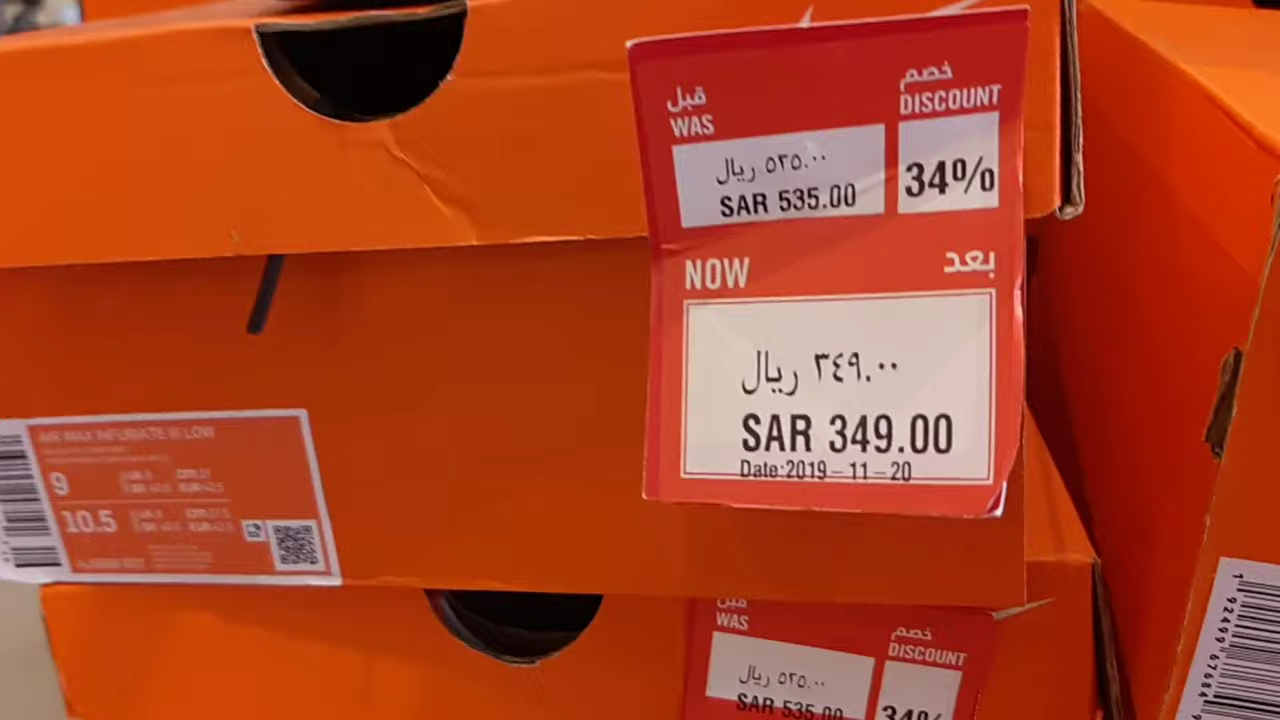 قبل
WAS
خصم
DISCOUNT
٥٣٥.٠٠ ريال
SAR 535.00
34%
NOW
بعد
٣٤٩.٠٠ ريال
SAR 349.00
Date:2019-11-20
AIR MAX INFURIATE III LOW
9
10.5
قبل
WAS
خصم
DISCOUNT
٥٣٥.٠٠ ريال
SAR 535.00
34%